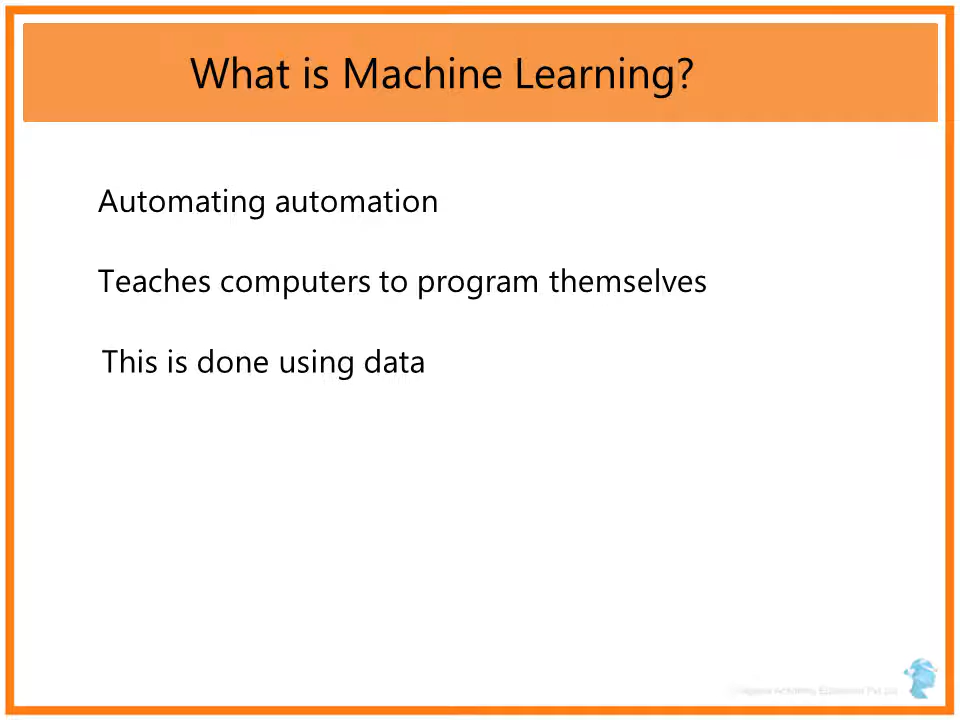 What is Machine Learning?
Automating automation
Teaches computers to program themselves
This is done using data